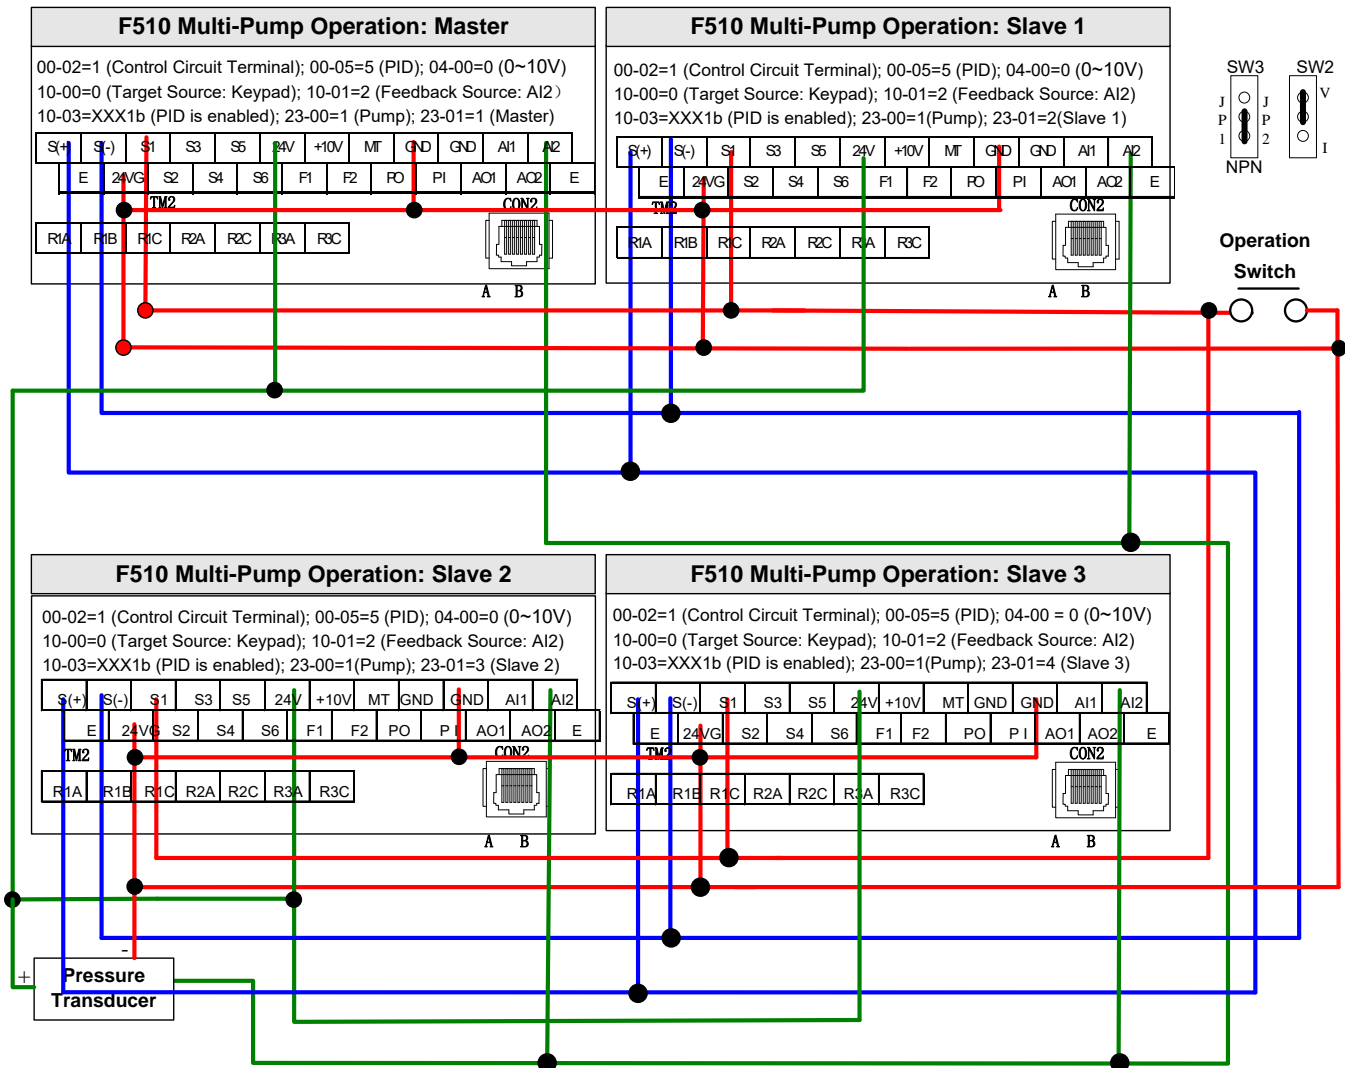 F510 Multi-Pump Operation: Master
00-02=1 (Control Circuit Terminal); 00-05=5 (PID); 04-00=0 (0~10V)
10-00=0 (Target Source: Keypad); 10-01=2 (Feedback Source: AI2)
10-03=XXX1b (PID is enabled); 23-00=1 (Pump); 23-01=1 (Master)
S(+) S(-) S1 S3 S5 24V +10V MT GND GND AI1 AI2
E 24VG S2 S4 S6 F1 F2 PO PI AO1 AO2 E
TM2 CON2
R1A R1B R1C R2A R2C R3A R3C
A B
F510 Multi-Pump Operation: Slave 1
00-02=1 (Control Circuit Terminal); 00-05=5 (PID); 04-00=0 (0~10V)
10-00=0 (Target Source: Keypad); 10-01=2 (Feedback Source: AI2)
10-03=XXX1b (PID is enabled); 23-00=1(Pump); 23-01=2(Slave 1)
S(+) S(-) S1 S3 S5 24V +10V MT GND GND AI1 AI2
E 24VG S2 S4 S6 F1 F2 PO PI AO1 AO2 E
TM2 CON2
R1A R1B R1C R2A R2C R3A R3C
A B
SW3 SW2
J J V
P P
1 2 I
NPN
Operation
Switch
F510 Multi-Pump Operation: Slave 2
00-02=1 (Control Circuit Terminal); 00-05=5 (PID); 04-00=0 (0~10V)
10-00=0 (Target Source: Keypad); 10-01=2 (Feedback Source: AI2)
10-03=XXX1b (PID is enabled); 23-00=1(Pump); 23-01=3 (Slave 2)
S(+) S(-) S1 S3 S5 24V +10V MT GND GND AI1 AI2
E 24VG S2 S4 S6 F1 F2 PO P I AO1 AO2 E
TM2 CON2
R1A R1B R1C R2A R2C R3A R3C
A B
F510 Multi-Pump Operation: Slave 3
00-02=1 (Control Circuit Terminal); 00-05=5 (PID); 04-00 = 0 (0~10V)
10-00=0 (Target Source: Keypad); 10-01=2 (Feedback Source: AI2)
10-03=XXX1b (PID is enabled); 23-00=1(Pump); 23-01=4 (Slave 3)
S(+) S(-) S1 S3 S5 24V +10V MT GND GND AI1 AI2
E 24VG S2 S4 S6 F1 F2 PO P I AO1 AO2 E
TM2 CON2
R1A R1B R1C R2A R2C R3A R3C
A B
-
+ Pressure
Transducer